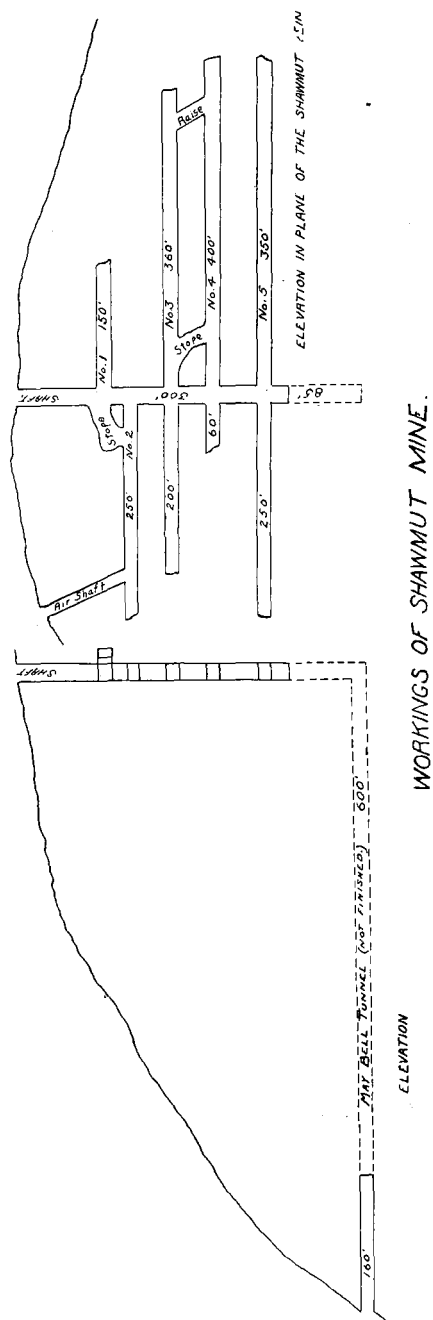 SHAFT
No.1 150'
Stope
No.2
250'
Air Shaft
300'
No.3 360'
200'
Raise
Stope
No.4 400'
60'
No.5 350'
250'
85'
ELEVATION IN PLANE OF THE SHAWMUT
SHAFT
MAY BELL TUNNEL (NOT FINISHED.) 600'
160'
ELEVATION
WORKINGS OF SHAWMUT MINE.